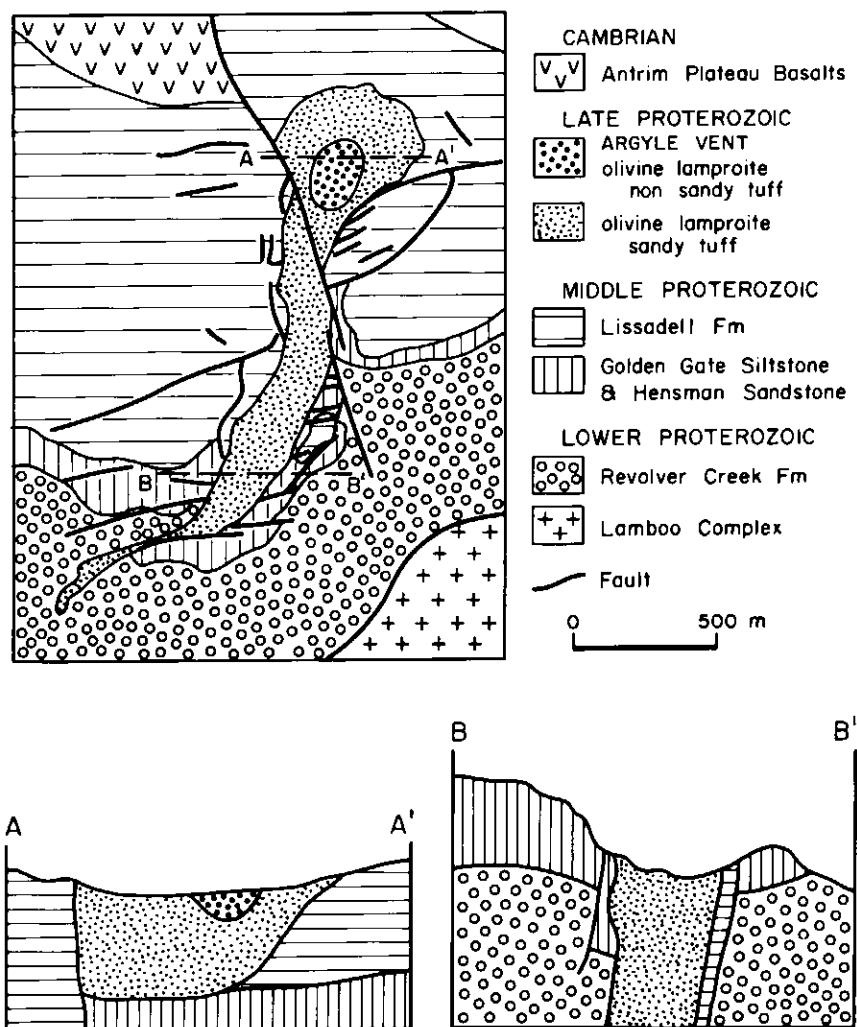 A
A'
B
B'
CAMBRIAN
Antrim Plateau Basalts
LATE PROTEROZOIC
ARGYLE VENT
olivine lamproite
non sandy tuff
olivine lamproite
sandy tuff
MIDDLE PROTEROZOIC
Lissadell Fm
Golden Gate Siltstone
& Hensman Sandstone
LOWER PROTEROZOIC
Revolver Creek Fm
Lamboo Complex
Fault
0 500 m
A
A'
B
B'